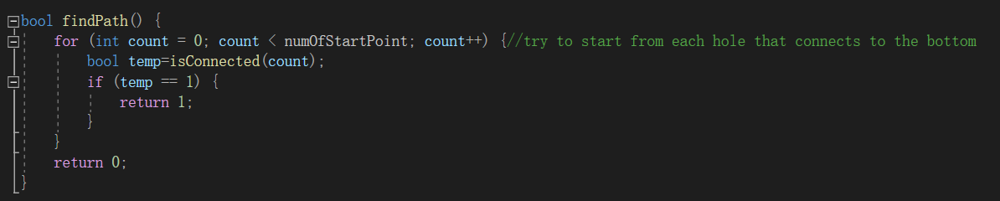 bool findPath() {
    for (int count = 0; count < numOfStartPoint; count++) {//try to start from each hole that connects to the bottom
        bool temp=isConnected(count);
        if (temp == 1) {
            return 1;
        }
    }
    return 0;
}